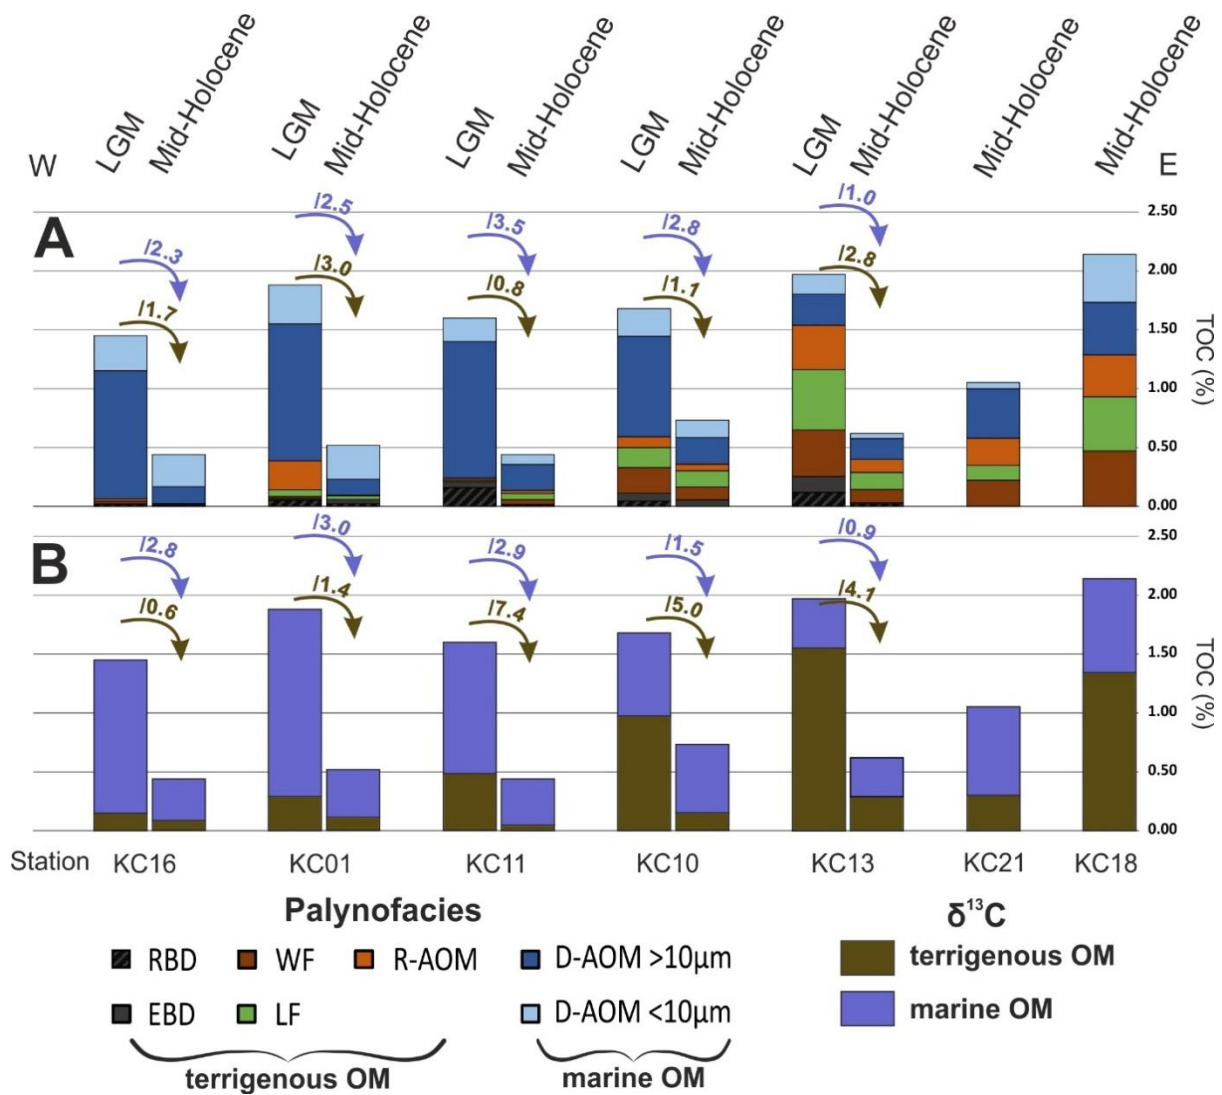 LGM Mid-Holocene LGM Mid-Holocene LGM Mid-Holocene LGM Mid-Holocene LGM Mid-Holocene Mid-Holocene Mid-Holocene
W E
A
/2.3 /2.5 /3.5 /2.8 /1.0
/1.7 /3.0 /0.8 /1.1 /2.8
2.50
2.00
1.50
1.00
0.50
0.00
TOC (%)
B
/2.8 /3.0 /2.9 /1.5 /0.9
/0.6 /1.4 /7.4 /5.0 /4.1
2.50
2.00
1.50
1.00
0.50
0.00
TOC (%)
Station KC16 KC01 KC11 KC10 KC13 KC21 KC18
Palynofacies
RBD WF R-AOM D-AOM >10μm
EBD LF D-AOM <10μm
terrigenous OM marine OM
δ¹³C
terrigenous OM
marine OM